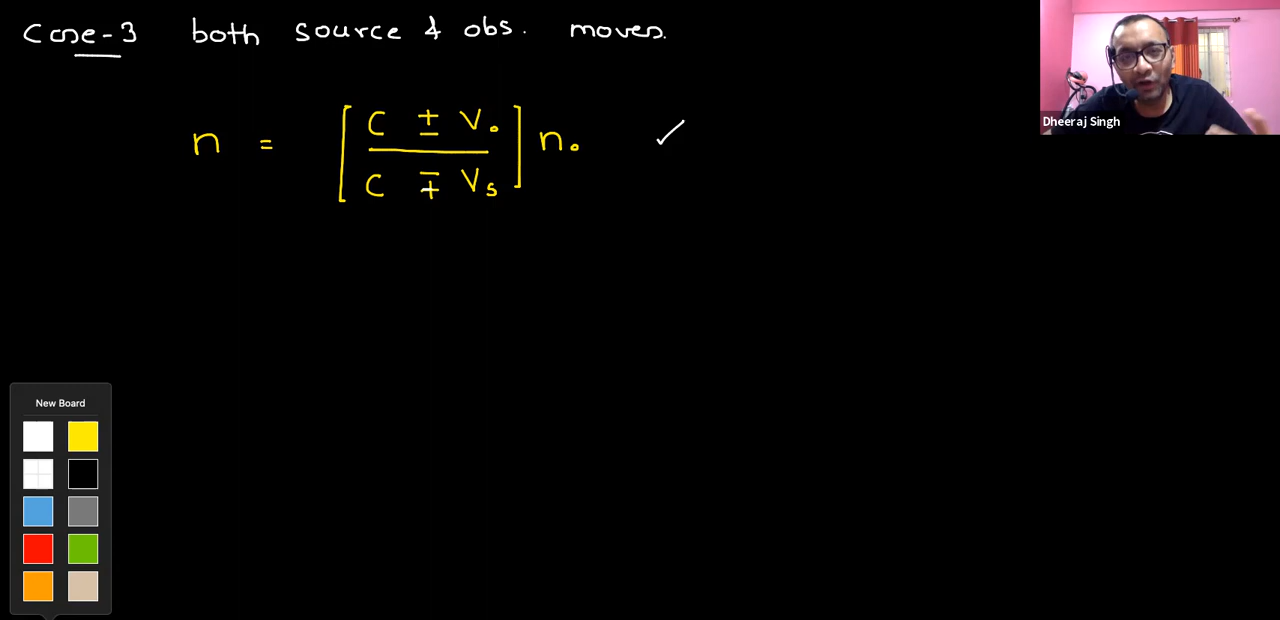 Case-3 both source & obs. moves.
Dheeraj Singh
n = [ C ± V₀ / C ∓ Vs ] n₀ ✓
New Board